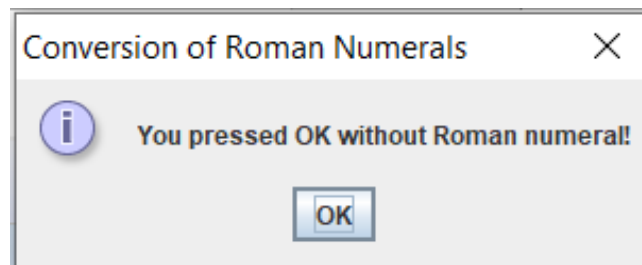 Conversion of Roman Numerals
You pressed OK without Roman numeral!
OK